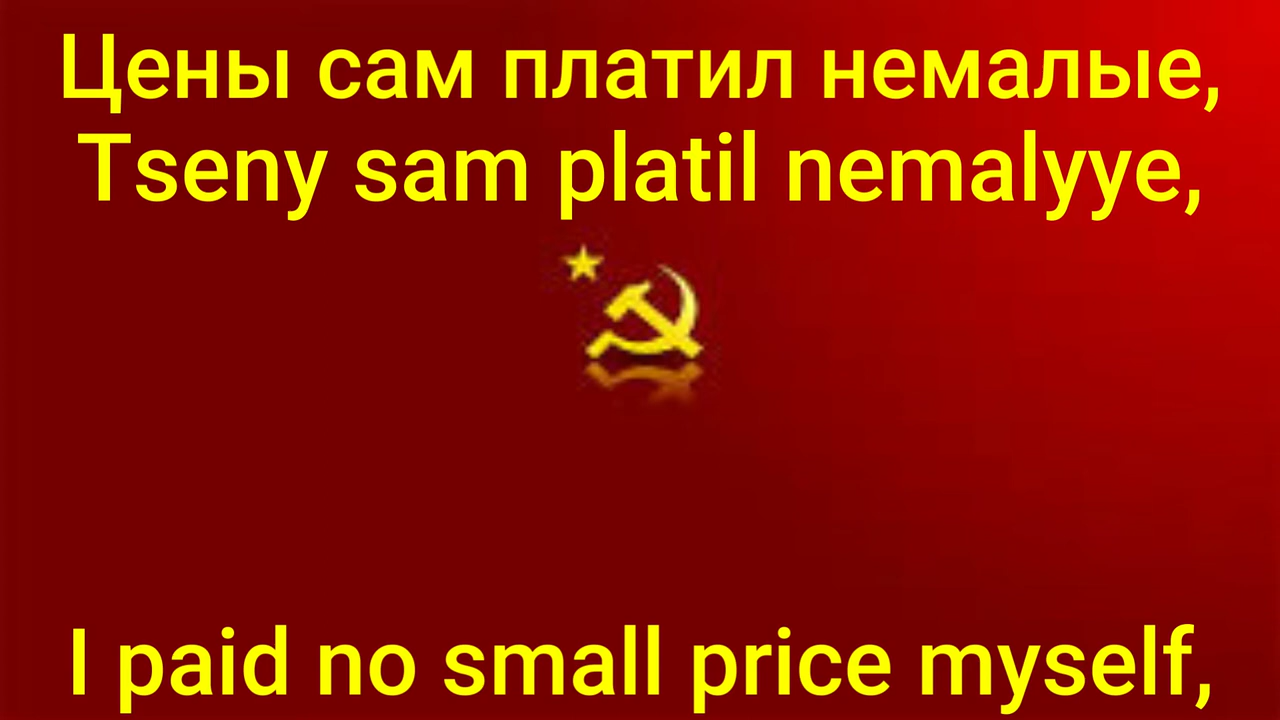 Цены сам платил немалые,
Tseny sam platil nemalyye,
I paid no small price myself,